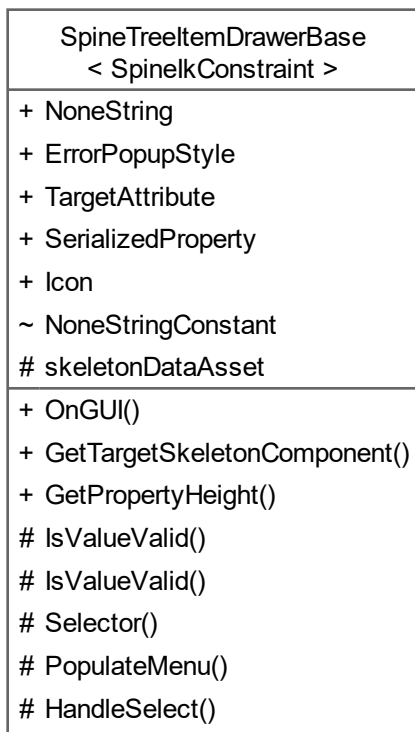 SpineTreeItemDrawerBase
< SpineIkConstraint >
+ NoneString
+ ErrorPopupStyle
+ TargetAttribute
+ SerializedProperty
+ Icon
~ NoneStringConstant
# skeletonDataAsset
+ OnGUI()
+ GetTargetSkeletonComponent()
+ GetPropertyHeight()
# IsValueValid()
# IsValueValid()
# Selector()
# PopulateMenu()
# HandleSelect()